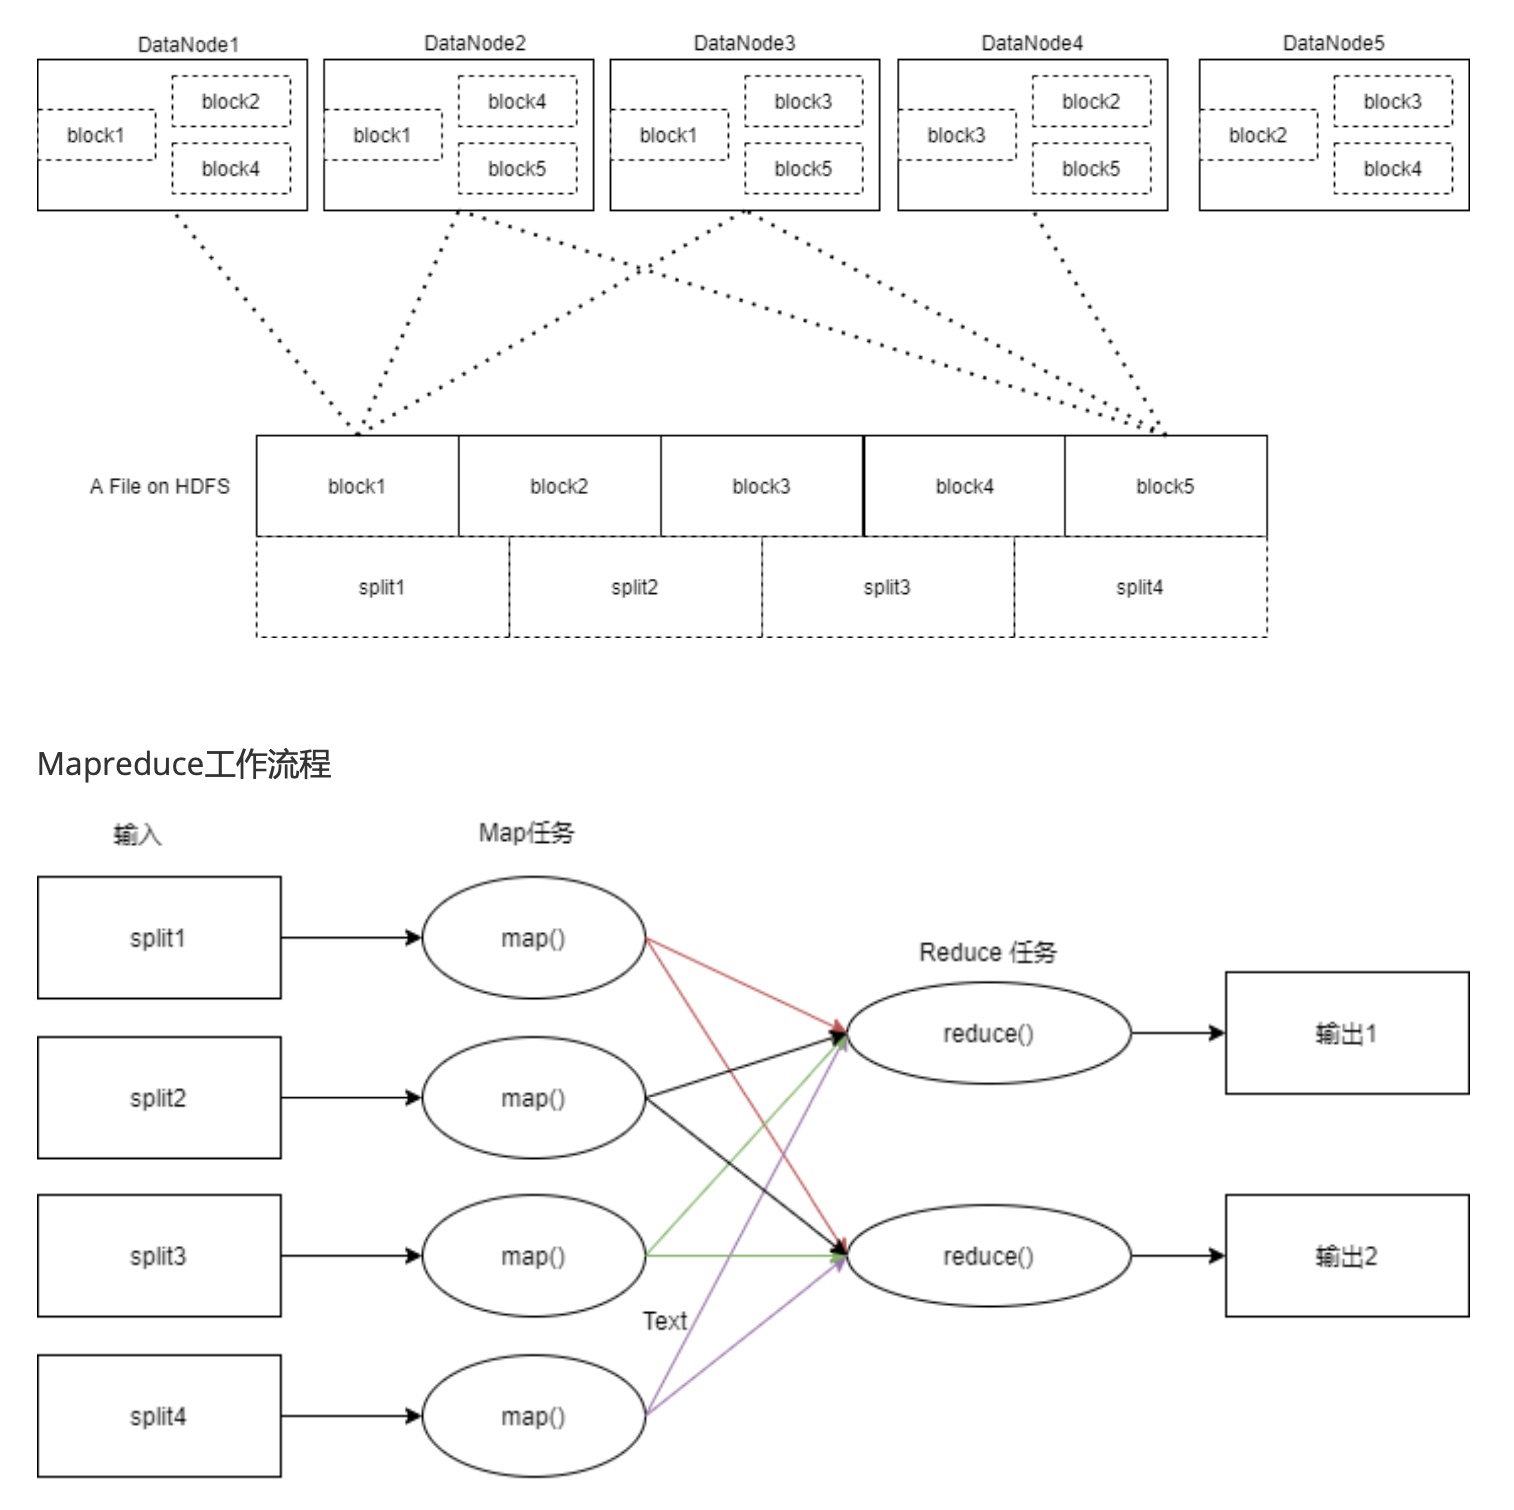 DataNode1 DataNode2 DataNode3 DataNode4 DataNode5
block2 block4 block3 block2 block3
block1 block1 block1 block3 block2
block4 block5 block5 block5 block4
A File on HDFS block1 block2 block3 block4 block5
split1 split2 split3 split4
Mapreduce工作流程
输入 Map任务
split1 map()
Reduce 任务
reduce() 输出1
split2 map()
split3 map() reduce() 输出2
Text
split4 map()